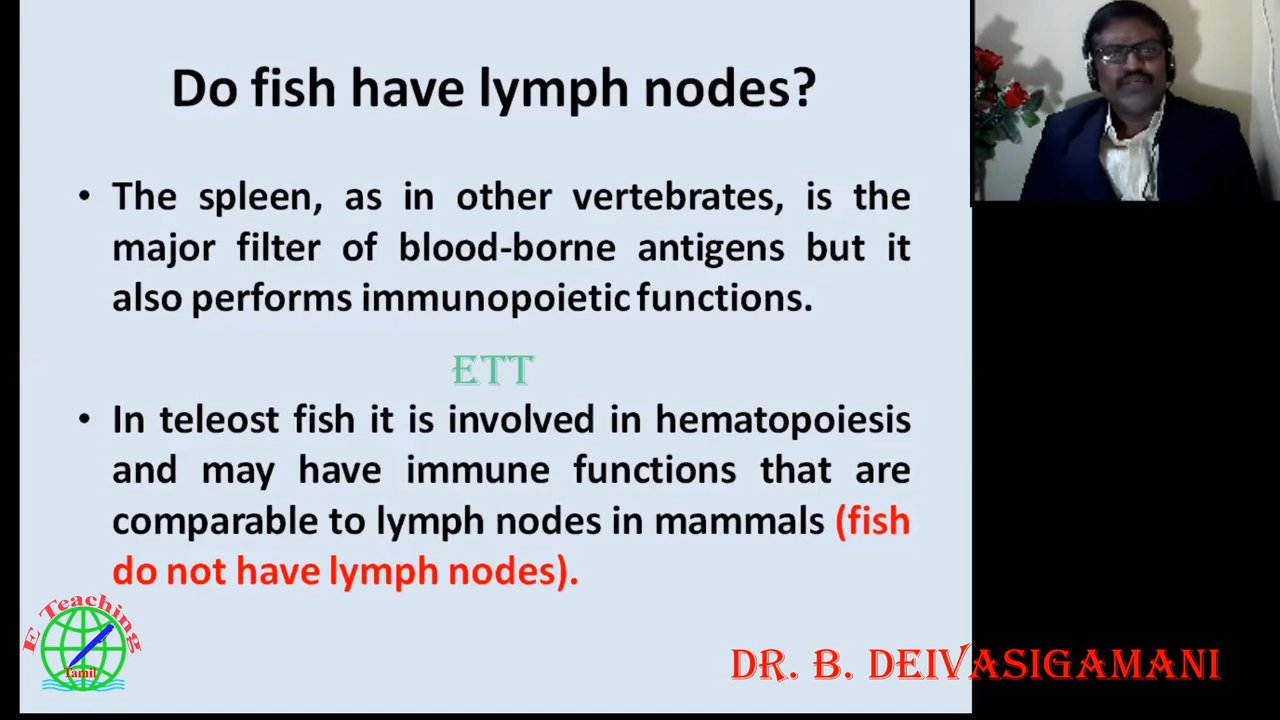 Do fish have lymph nodes?
• The spleen, as in other vertebrates, is the
major filter of blood-borne antigens but it
also performs immunopoietic functions.
ETT
• In teleost fish it is involved in hematopoiesis
and may have immune functions that are
comparable to lymph nodes in mammals (fish
do not have lymph nodes).
E Teaching
Tamil
DR. B. DEIVASIGAMANI